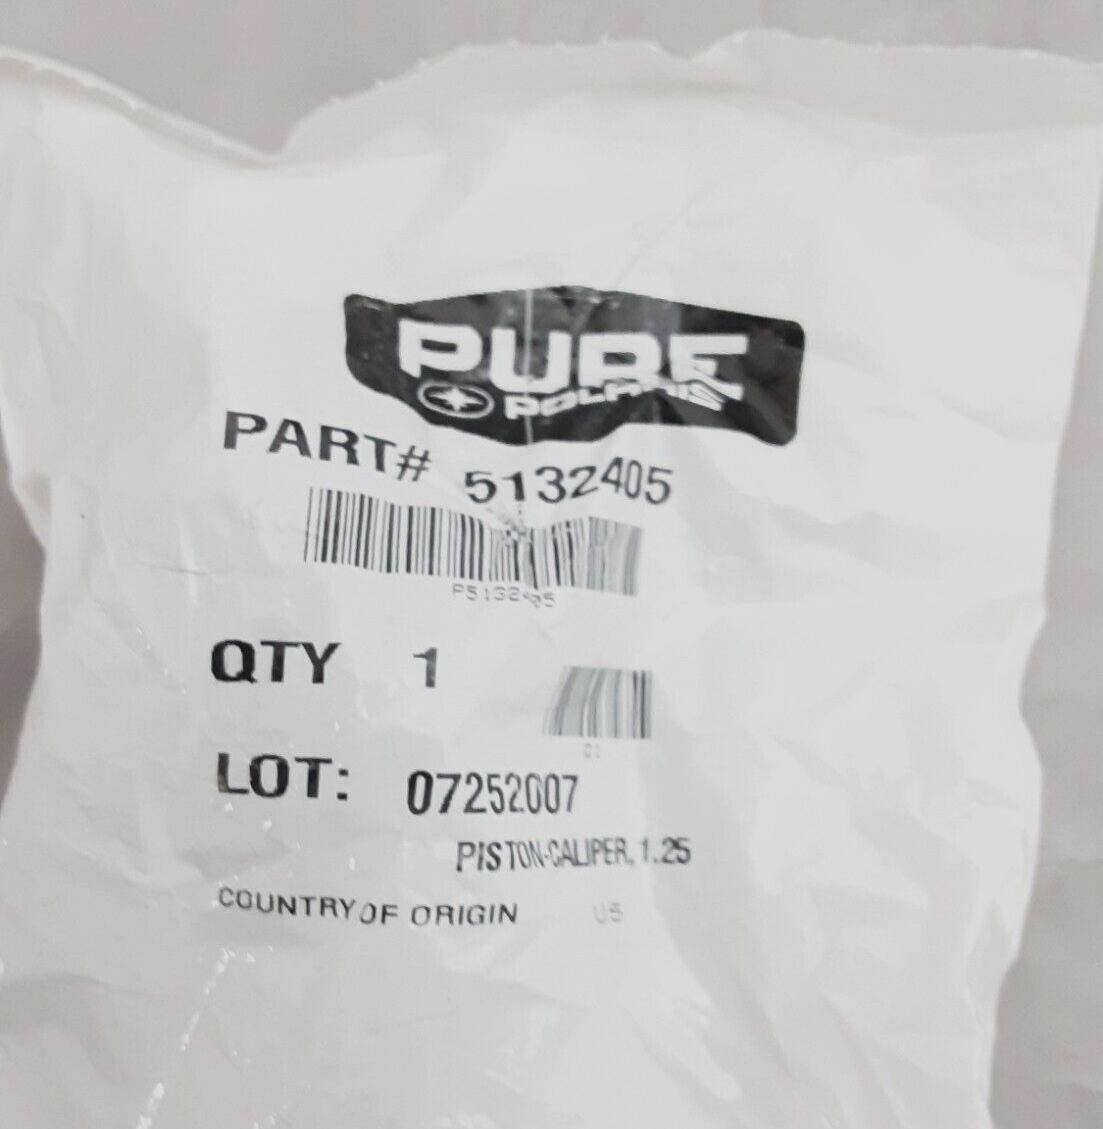 PURE
POLARIS
PART# 5132405
P5132405
QTY 1
01
LOT: 07252007
PISTON-CALIPER, 1.25
COUNTRY OF ORIGIN US